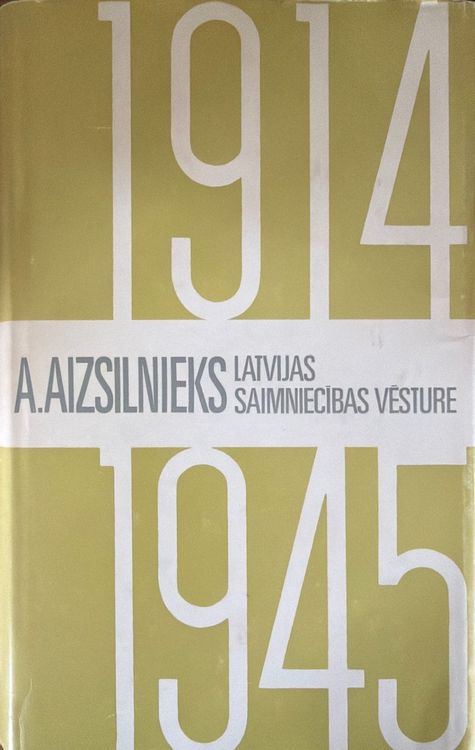 1914
A.AIZSILNIEKS
LATVIJAS
SAIMNIECĪBAS VĒSTURE
1945